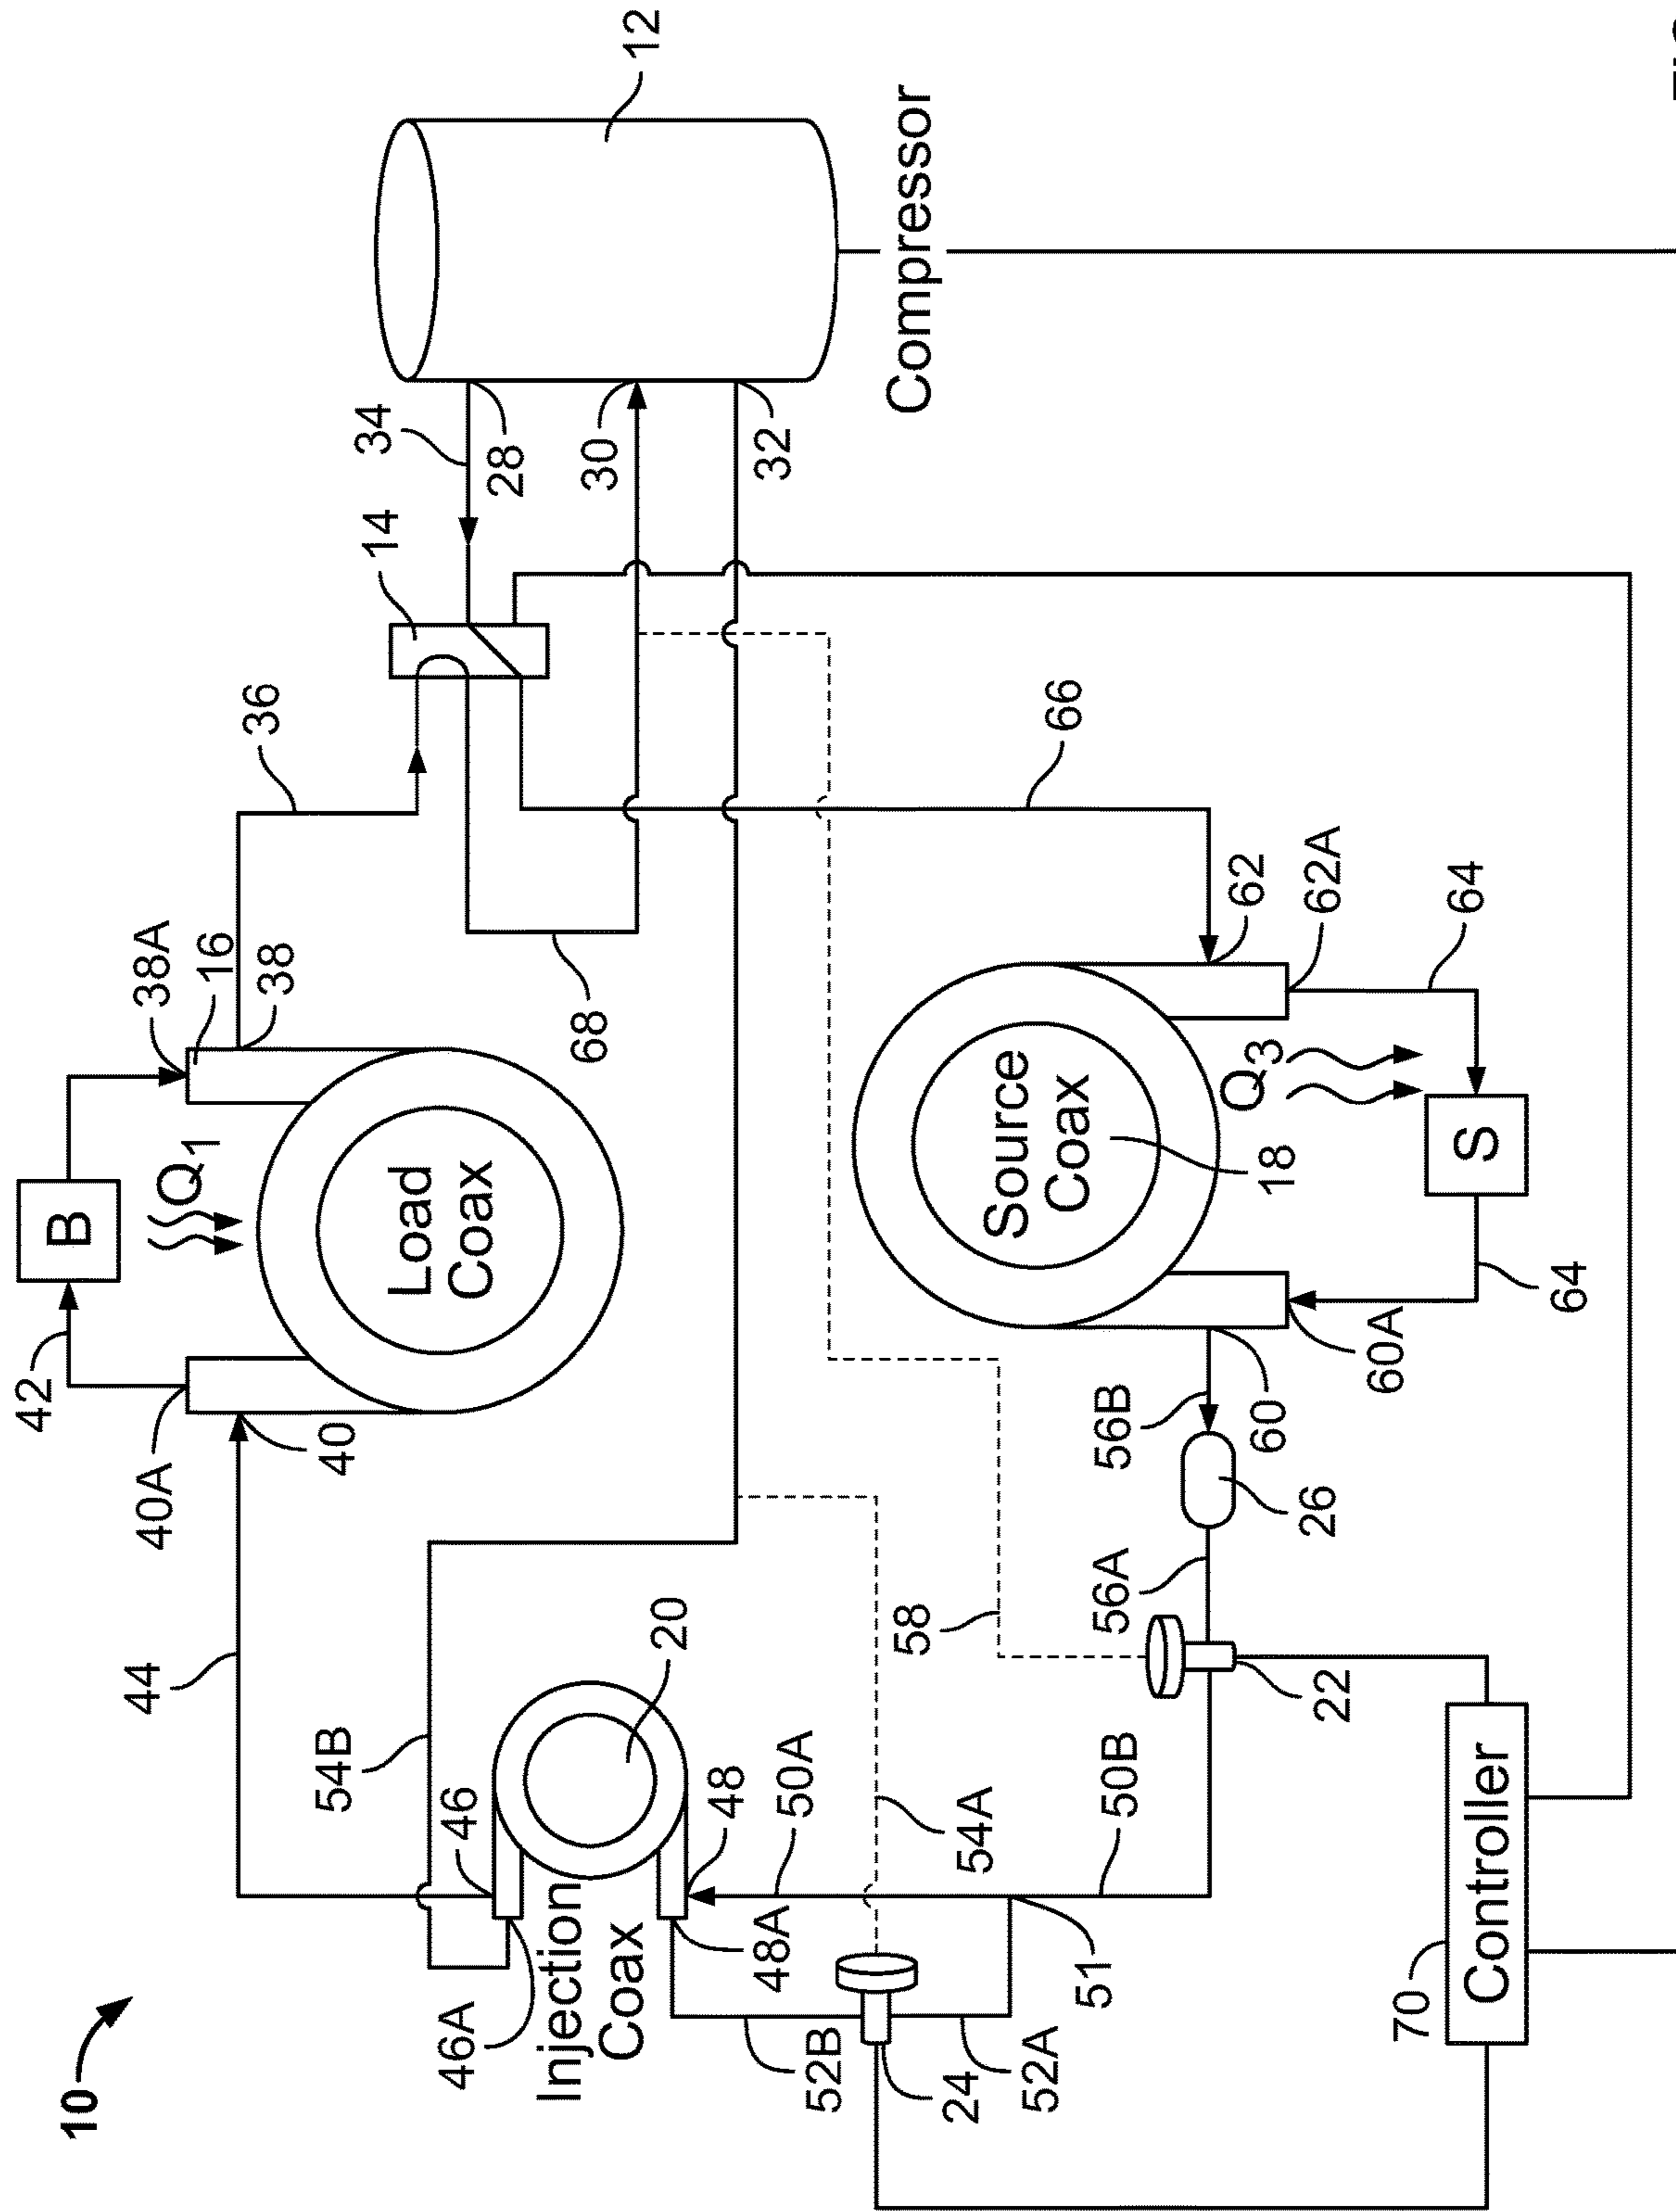 42
12
10
B
44
40A
38A
Q1
16
36
38
54B
40
34
14
Load
Coax
46A
46
28
Injection
Coax
68
30
20
48
32
48A
50A
52B
Compressor
58
24
54A
Source
Coax
52A
66
51
56A
56B
50B
Q3
62
60
18
26
62A
22
60A
70
64
S
Controller
64